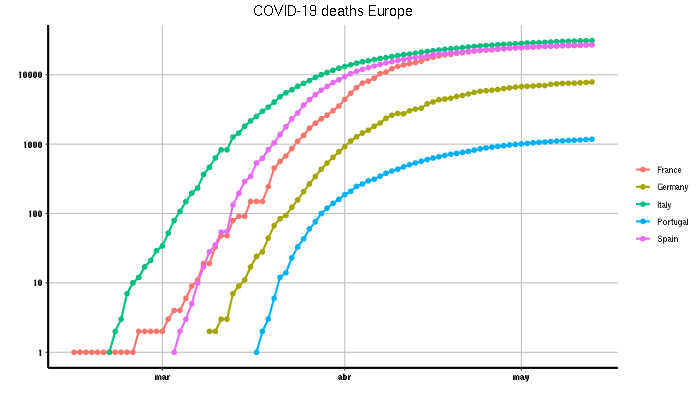 COVID-19 deaths Europe
10000
1000
100
10
1
mar
abr
may
France
Germany
Italy
Portugal
Spain